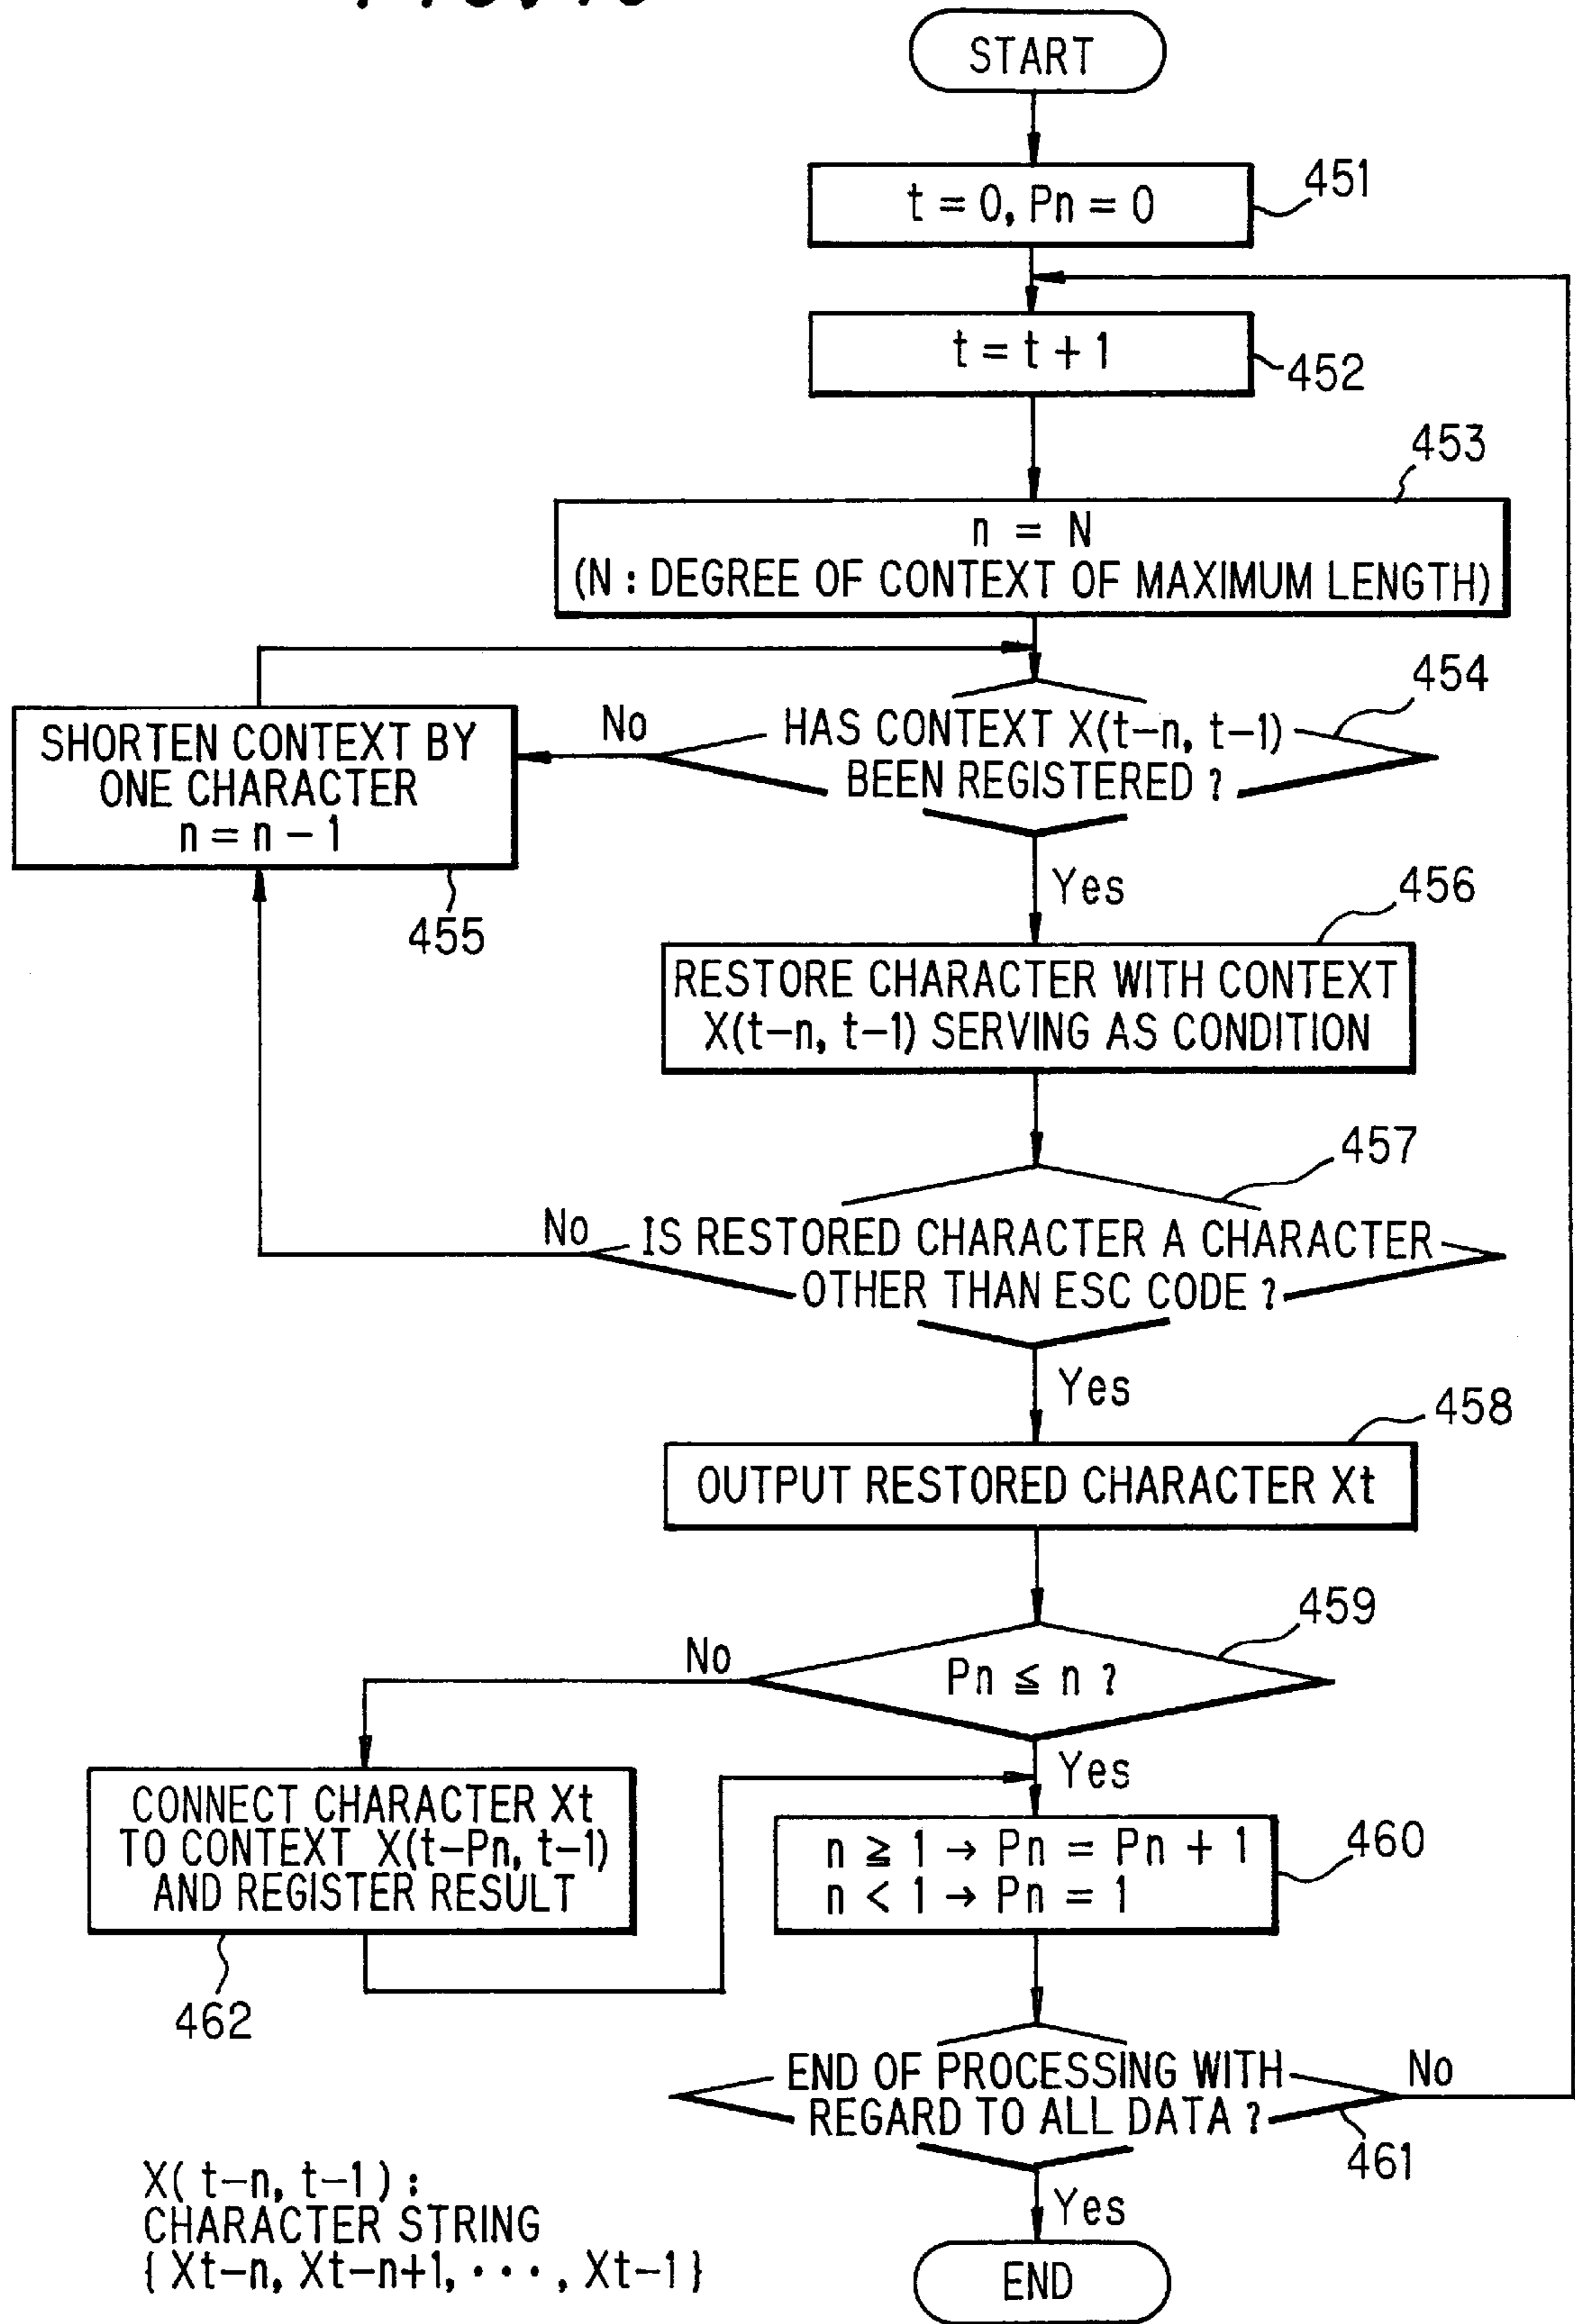 START
t = 0, Pn = 0
451
t = t + 1
452
453
n = N
(N : DEGREE OF CONTEXT OF MAXIMUM LENGTH)
454
HAS CONTEXT X(t-n, t-1)
BEEN REGISTERED ?
No
SHORTEN CONTEXT BY
ONE CHARACTER
n = n - 1
455
Yes
456
RESTORE CHARACTER WITH CONTEXT
X(t-n, t-1) SERVING AS CONDITION
457
No
IS RESTORED CHARACTER A CHARACTER
OTHER THAN ESC CODE ?
Yes
458
OUTPUT RESTORED CHARACTER Xt
459
No
Pn ≦ n ?
Yes
CONNECT CHARACTER Xt
TO CONTEXT X(t-Pn, t-1)
AND REGISTER RESULT
462
n ≧ 1 → Pn = Pn + 1
n < 1 → Pn = 1
460
END OF PROCESSING WITH
REGARD TO ALL DATA ?
No
461
Yes
END
X( t-n, t-1 ) :
CHARACTER STRING
{ Xt-n, Xt-n+1, · · · , Xt-1 }